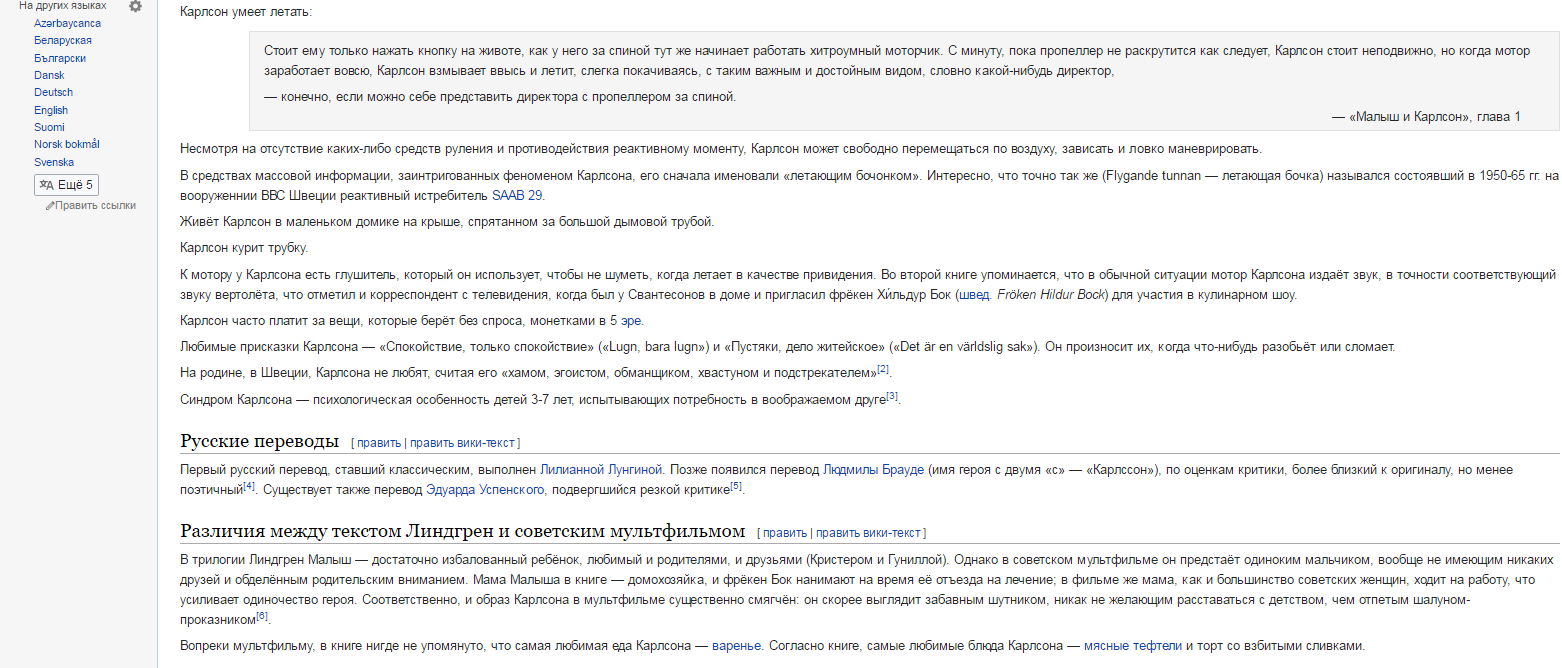 На других языках
Azərbaycanca
Беларуская
Български
Dansk
Deutsch
English
Suomi
Norsk bokmål
Svenska
Ещё 5
Править ссылки
Карлсон умеет летать:
Стоит ему только нажать кнопку на животе, как у него за спиной тут же начинает работать хитроумный моторчик. С минуту, пока пропеллер не раскрутится как следует, Карлсон стоит неподвижно, но когда мотор
заработает вовсю, Карлсон взмывает ввысь и летит, слегка покачиваясь, с таким важным и достойным видом, словно какой-нибудь директор,
— конечно, если можно себе представить директора с пропеллером за спиной.
— «Малыш и Карлсон», глава 1
Несмотря на отсутствие каких-либо средств руления и противодействия реактивному моменту, Карлсон может свободно перемещаться по воздуху, зависать и ловко маневрировать.
В средствах массовой информации, заинтригованных феноменом Карлсона, его сначала именовали «летающим бочонком». Интересно, что точно так же (Flygande tunnan — летающая бочка) назывался состоявший в 1950-65 гг. на
вооружении ВВС Швеции реактивный истребитель SAAB 29.
Живёт Карлсон в маленьком домике на крыше, спрятанном за большой дымовой трубой.
Карлсон курит трубку.
К мотору у Карлсона есть глушитель, который он использует, чтобы не шуметь, когда летает в качестве привидения. Во второй книге упоминается, что в обычной ситуации мотор Карлсона издаёт звук, в точности соответствующий
звуку вертолёта, что отметил и корреспондент с телевидения, когда был у Свантесонов в доме и пригласил фрёкен Хи́льдур Бок (швед. Fröken Hildur Bock) для участия в кулинарном шоу.
Карлсон часто платит за вещи, которые берёт без спроса, монетками в 5 эре.
Любимые присказки Карлсона — «Спокойствие, только спокойствие» («Lugn, bara lugn») и «Пустяки, дело житейское» («Det är en världslig sak»). Он произносит их, когда что-нибудь разобьёт или сломает.
На родине, в Швеции, Карлсона не любят, считая его «хамом, эгоистом, обманщиком, хвастуном и подстрекателем»[2].
Синдром Карлсона — психологическая особенность детей 3-7 лет, испытывающих потребность в воображаемом друге[3].
Русские переводы [ править | править вики-текст ]
Первый русский перевод, ставший классическим, выполнен Лилианной Лунгиной. Позже появился перевод Людмилы Брауде (имя героя с двумя «с» — «Карлссон»), по оценкам критики, более близкий к оригиналу, но менее
поэтичный[4]. Существует также перевод Эдуарда Успенского, подвергшийся резкой критике[5].
Различия между текстом Линдгрен и советским мультфильмом [ править | править вики-текст ]
В трилогии Линдгрен Малыш — достаточно избалованный ребёнок, любимый и родителями, и друзьями (Кристером и Гуниллой). Однако в советском мультфильме он предстаёт одиноким мальчиком, вообще не имеющим никаких
друзей и обделённым родительским вниманием. Мама Малыша в книге — домохозяйка, и фрёкен Бок нанимают на время её отъезда на лечение; в фильме же мама, как и большинство советских женщин, ходит на работу, что
усиливает одиночество героя. Соответственно, и образ Карлсона в мультфильме существенно смягчён: он скорее выглядит забавным шутником, никак не желающим расставаться с детством, чем отпетым шалуном-
проказником[6].
Вопреки мультфильму, в книге нигде не упомянуто, что самая любимая еда Карлсона — варенье. Согласно книге, самые любимые блюда Карлсона — мясные тефтели и торт со взбитыми сливками.